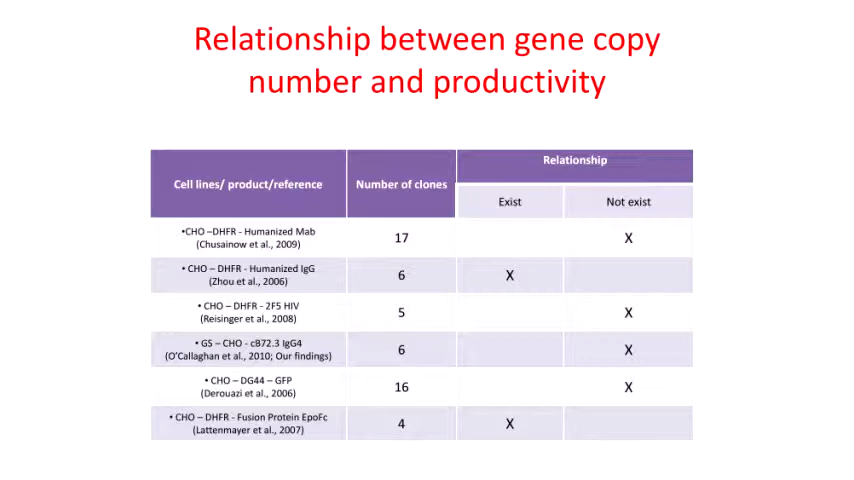 Relationship between gene copy
number and productivity
Cell lines/ product/reference
Number of clones
Relationship
Exist
Not exist
•CHO –DHFR - Humanized Mab
(Chusainow et al., 2009)
17
X
• CHO – DHFR - Humanized IgG
(Zhou et al., 2006)
6
X
• CHO – DHFR - 2F5 HIV
(Reisinger et al., 2008)
5
X
• GS – CHO - cB72.3 IgG4
(O’Callaghan et al., 2010; Our findings)
6
X
• CHO – DG44 – GFP
(Derouazi et al., 2006)
16
X
• CHO – DHFR - Fusion Protein EpoFc
(Lattenmayer et al., 2007)
4
X